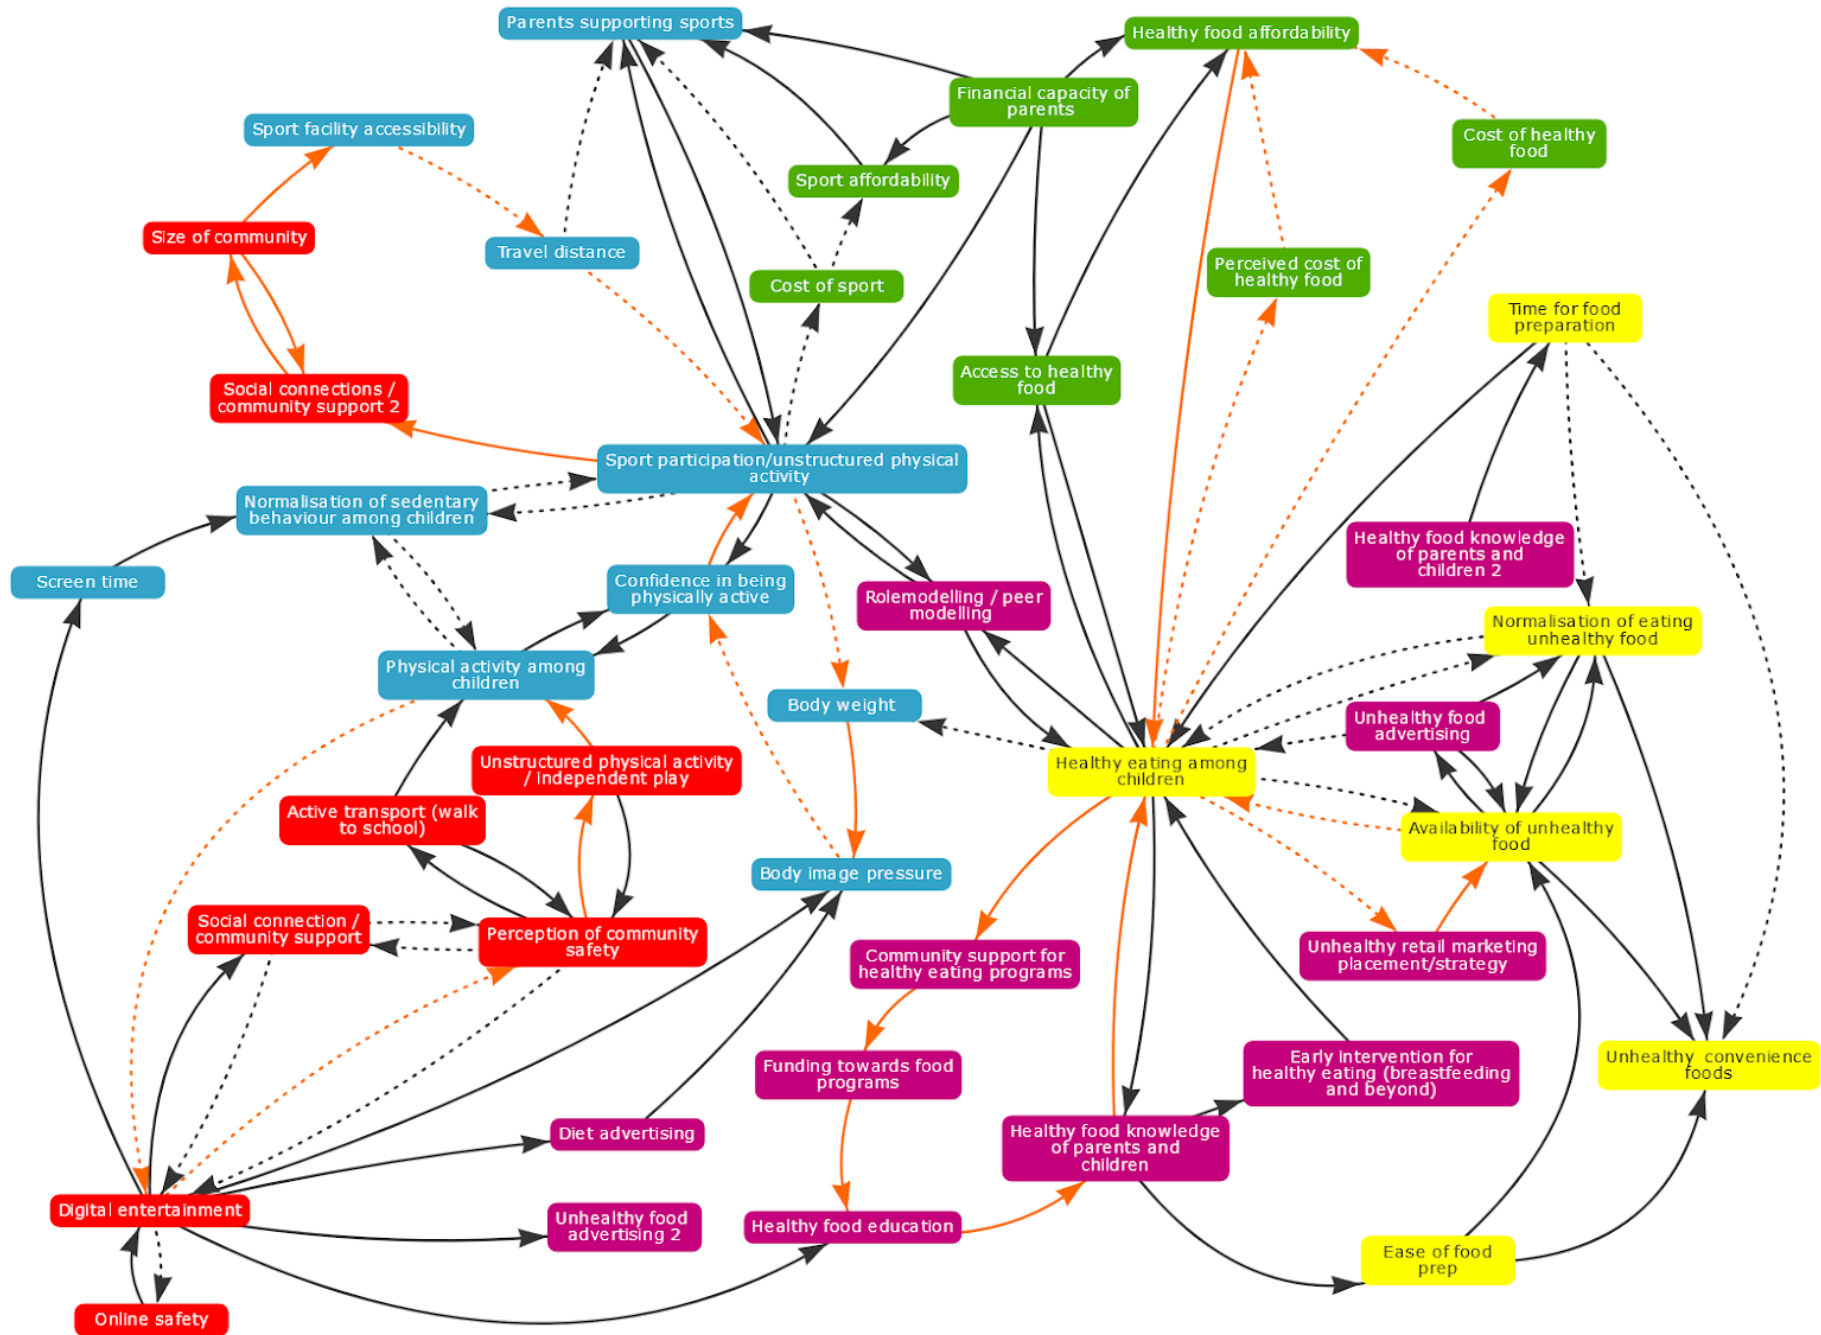 Parents supporting sports
Healthy food affordability
Financial capacity of
parents
Sport facility accessibility
Cost of healthy
food
Sport affordability
Size of community
Travel distance
Perceived cost of
healthy food
Cost of sport
Time for food
preparation
Access to healthy
food
Social connections /
community support 2
Sport participation/unstructured physical
activity
Normalisation of sedentary
behaviour among children
Healthy food knowledge
of parents and
children 2
Screen time
Confidence in being
physically active
Rolemodelling / peer
modelling
Normalisation of eating
unhealthy food
Physical activity among
children
Body weight
Unhealthy food
advertising
Unstructured physical activity
/ independent play
Healthy eating among
children
Active transport (walk
to school)
Availability of unhealthy
food
Body image pressure
Social connection /
community support
Perception of community
safety
Community support for
healthy eating programs
Unhealthy retail marketing
placement/strategy
Funding towards food
programs
Early intervention for
healthy eating (breastfeeding
and beyond)
Unhealthy convenience
foods
Diet advertising
Healthy food knowledge
of parents and
children
Digital entertainment
Unhealthy food
advertising 2
Healthy food education
Ease of food
prep
Online safety